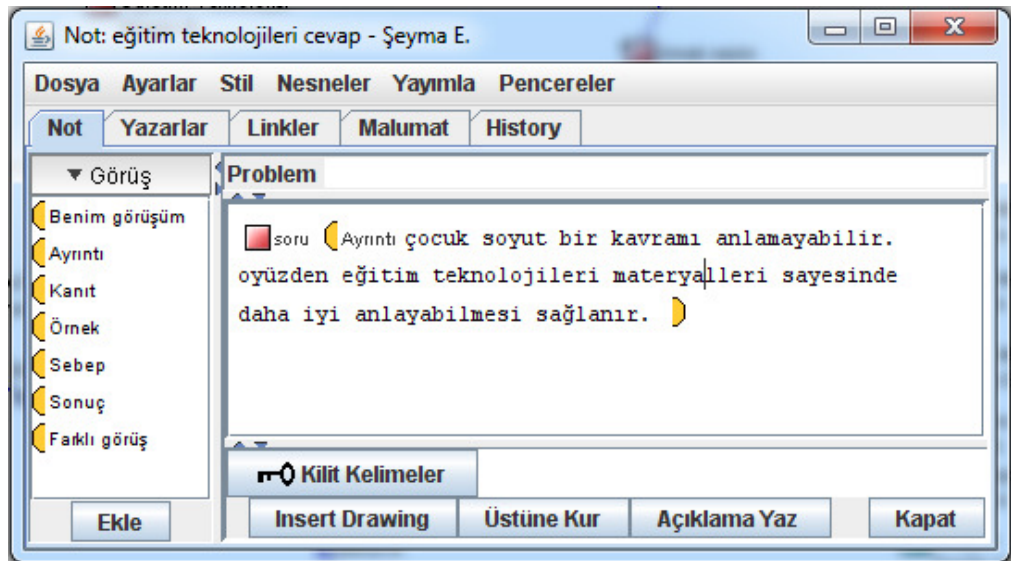 Not: eğitim teknolojileri cevap - Şeyma E.
Dosya Ayarlar Stil Nesneler Yayımla Pencereler
Not Yazarlar Linkler Malumat History
▼ Görüş
Benim görüşüm
Ayrıntı
Kanıt
Örnek
Sebep
Sonuç
Farklı görüş
Ekle
Problem
soru Ayrıntı çocuk soyut bir kavramı anlamayabilir.
oyüzden eğitim teknolojileri materyalleri sayesinde
daha iyi anlayabilmesi sağlanır.
Kilit Kelimeler
Insert Drawing Üstüne Kur Açıklama Yaz Kapat